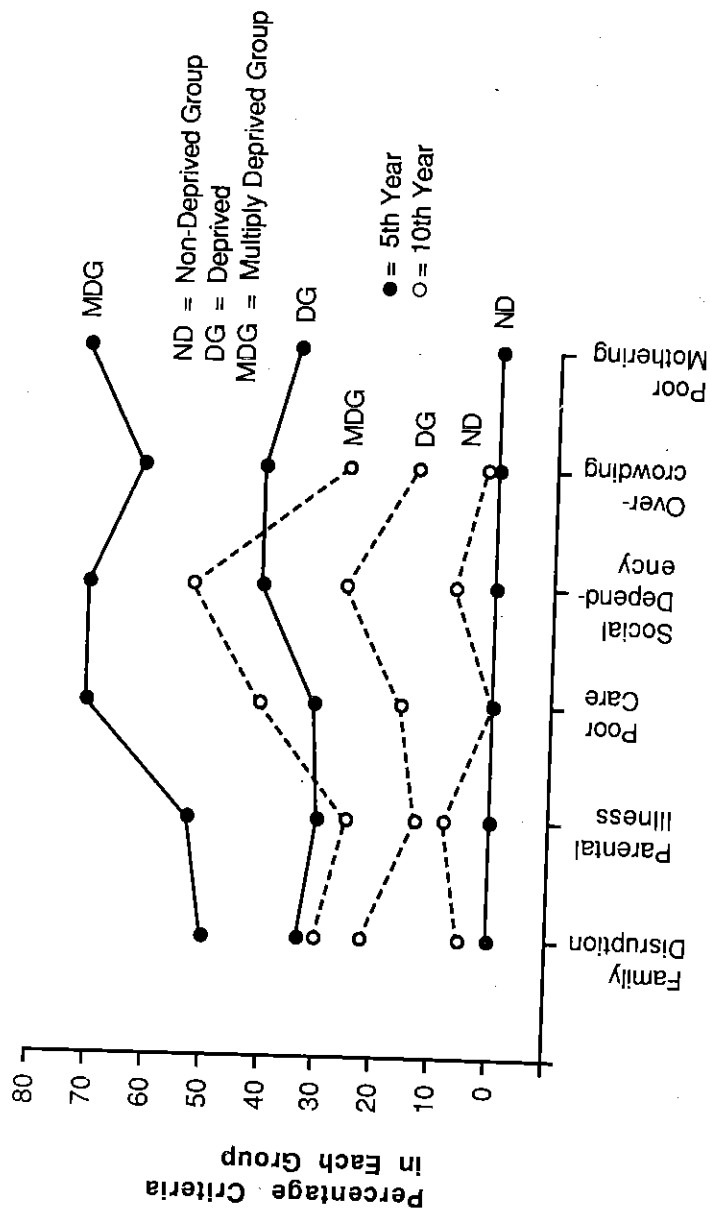 80
70
60
50
40
30
20
10
0
Percentage Criteria
in Each Group
MDG
ND = Non-Deprived Group
DG = Deprived
MDG = Multiply Deprived Group
DG
● = 5th Year
○ = 10th Year
MDG
DG
ND
ND
Family
Disruption
Parental
Illness
Poor
Care
Social
Depend-
ency
Over-
crowding
Poor
Mothering